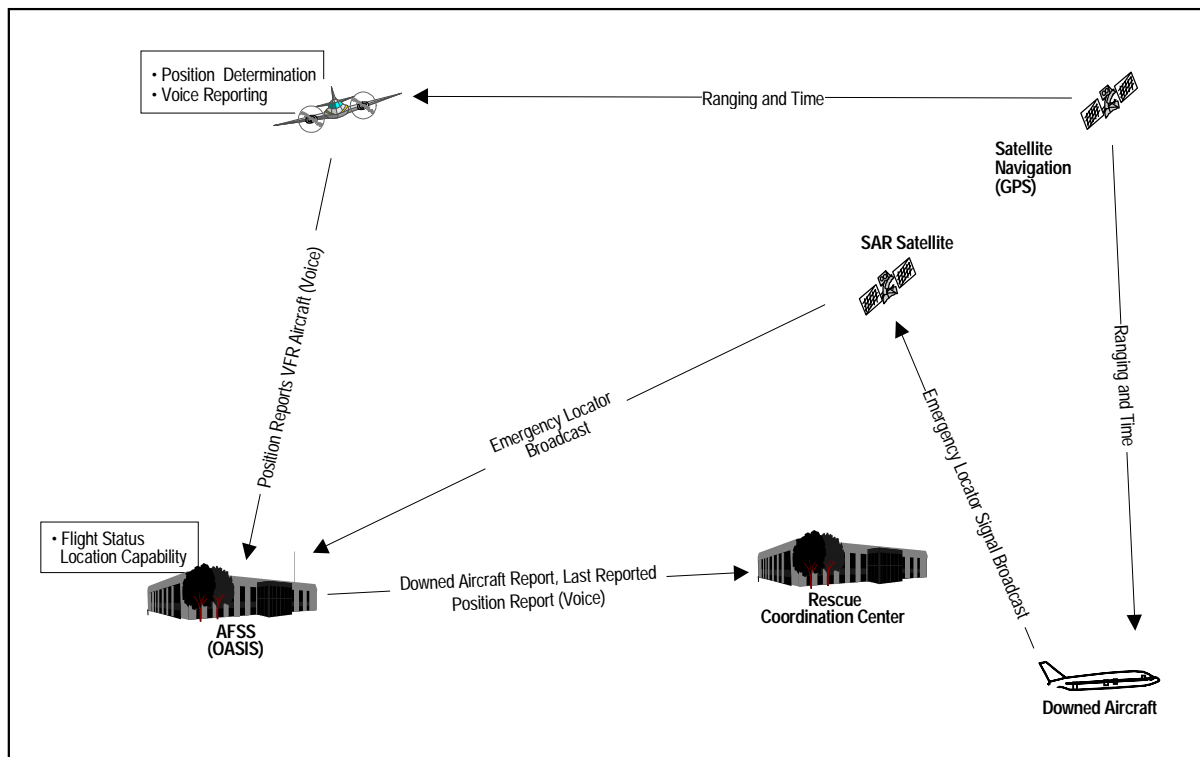 • Position Determination
• Voice Reporting
Ranging and Time
Satellite
Navigation
(GPS)
SAR Satellite
Position Reports VFR Aircraft (Voice)
Emergency Locator
Broadcast
Emergency Locator Signal Broadcast
Ranging and Time
• Flight Status
Location Capability
AFSS
(OASIS)
Downed Aircraft Report, Last Reported
Position Report (Voice)
Rescue
Coordination Center
Downed Aircraft